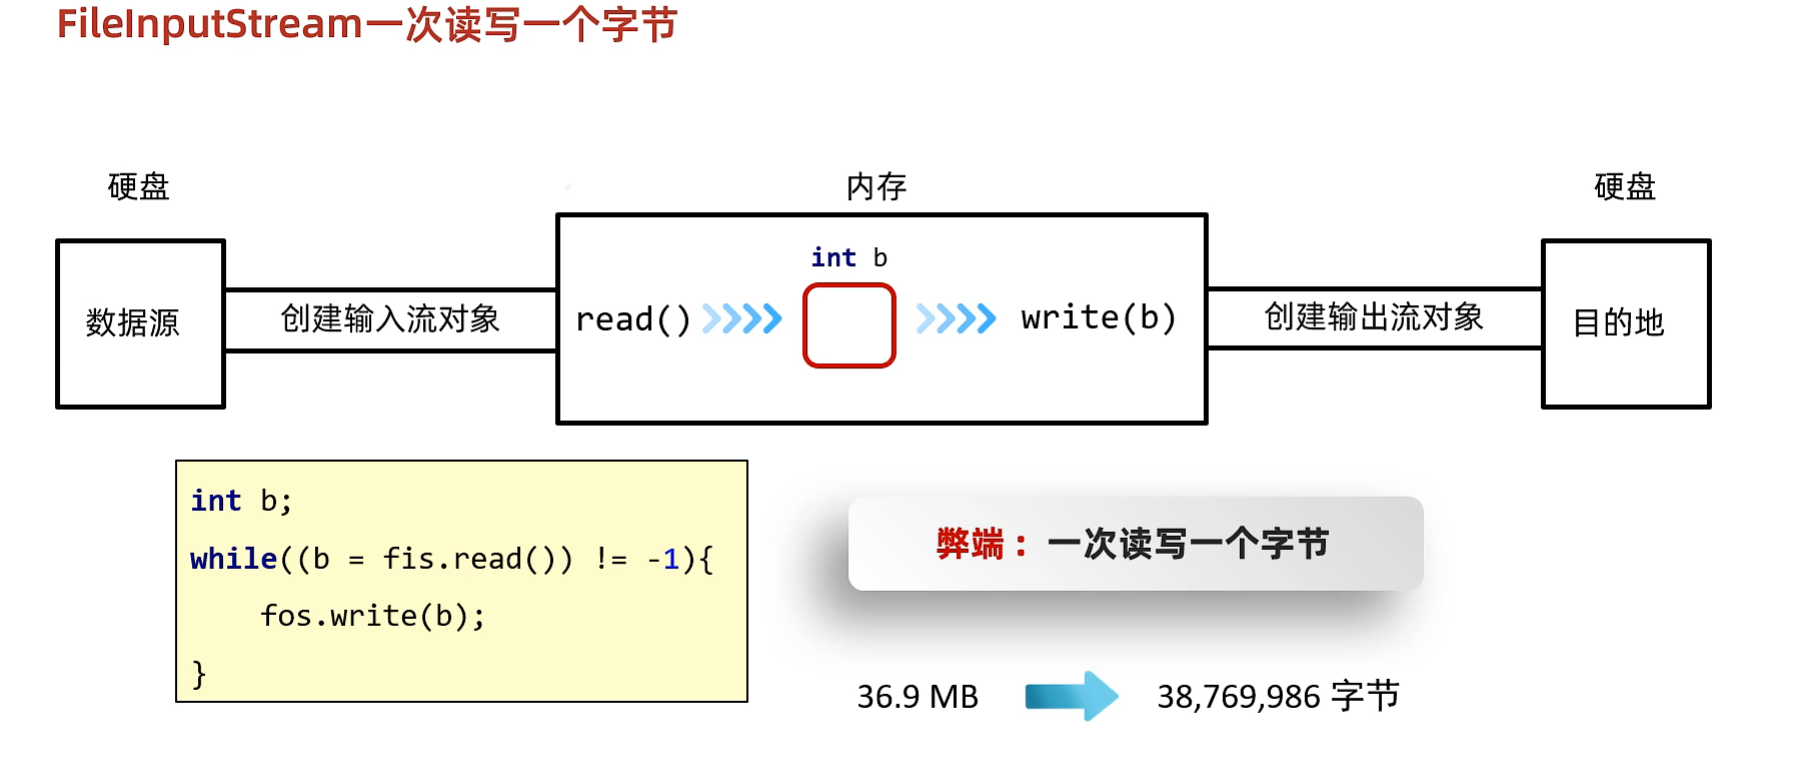 FileInputStream一次读写一个字节
硬盘
内存
硬盘
int b
数据源
创建输入流对象
read()
write(b)
创建输出流对象
目的地
int b;
while((b = fis.read()) != -1){
    fos.write(b);
}
弊端：一次读写一个字节
36.9 MB
38,769,986 字节